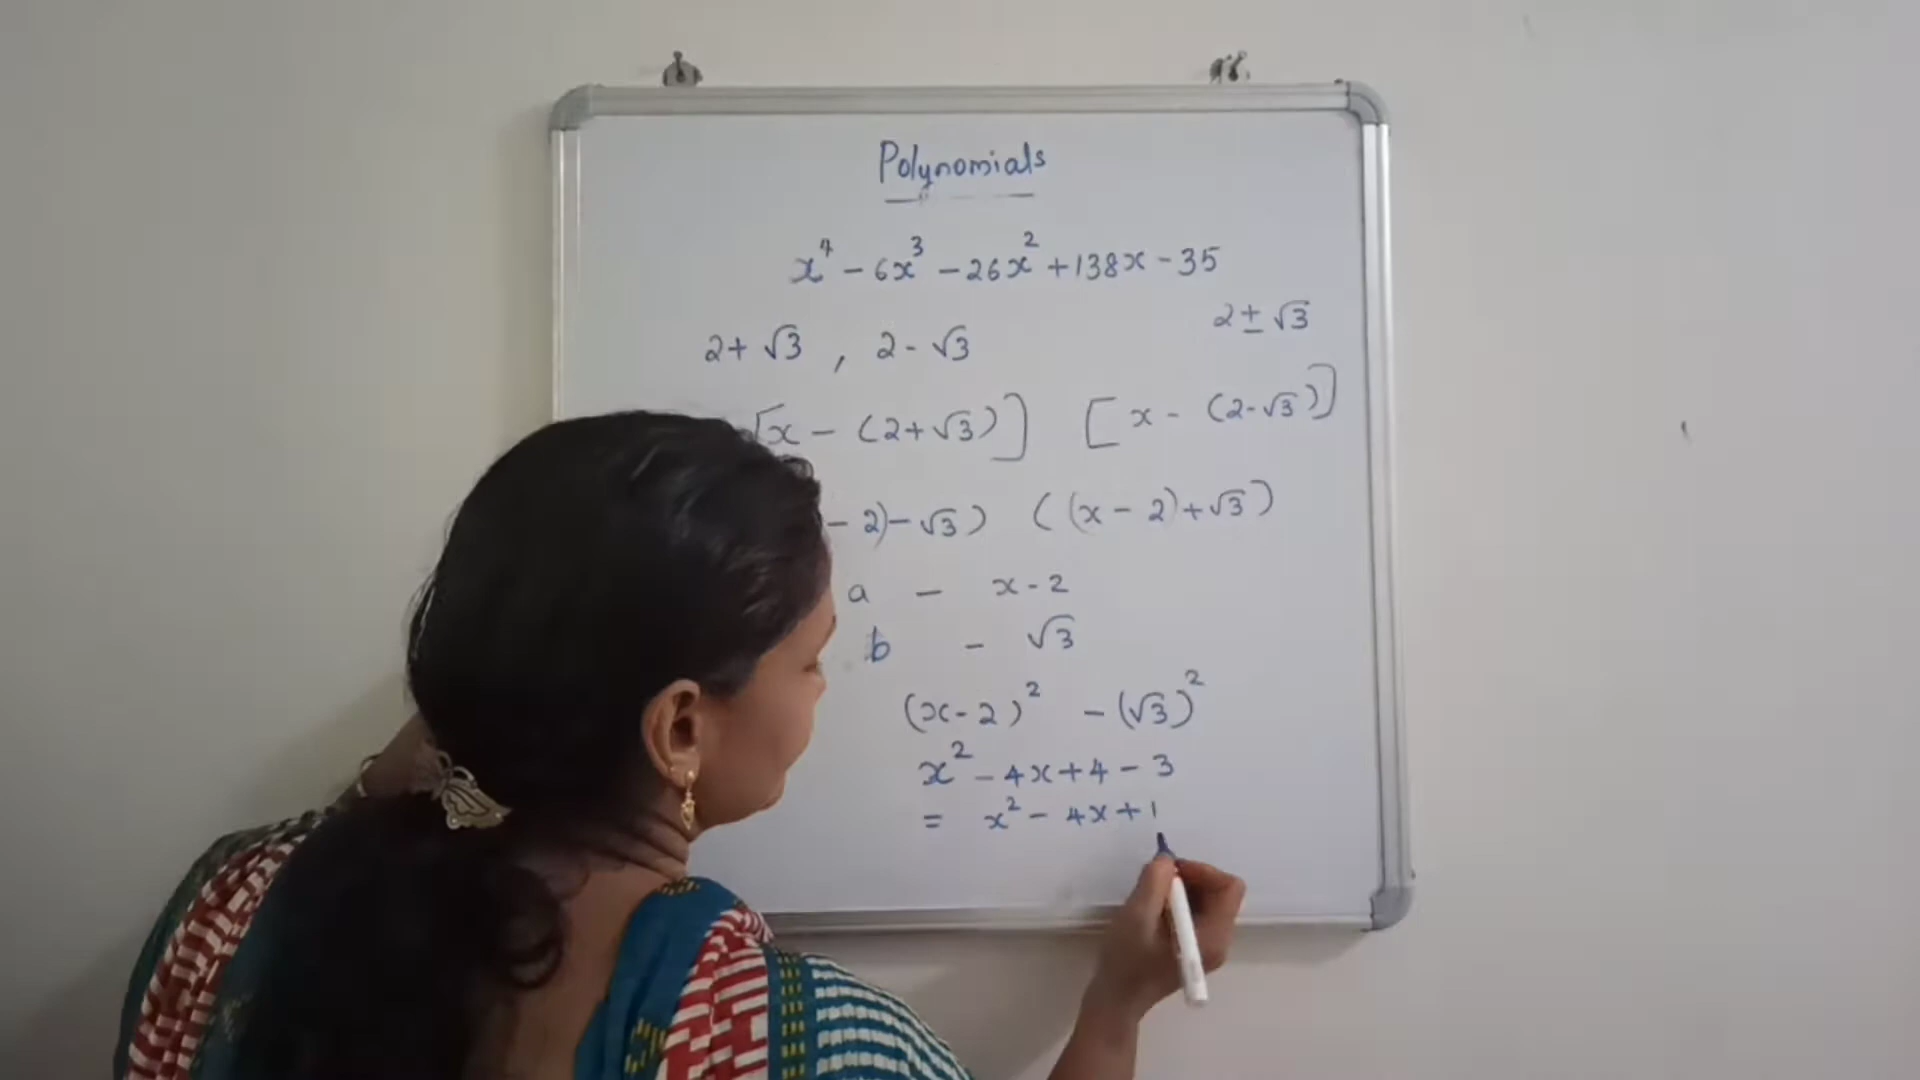 Polynomials
x⁴ - 6x³ - 26x² + 138x - 35
2 ± √3
2 + √3 , 2 - √3
[x - (2 + √3)] [x - (2 - √3)]
- 2) - √3) ((x - 2) + √3)
a - x - 2
b - √3
(x - 2)² - (√3)²
x² - 4x + 4 - 3
= x² - 4x + 1